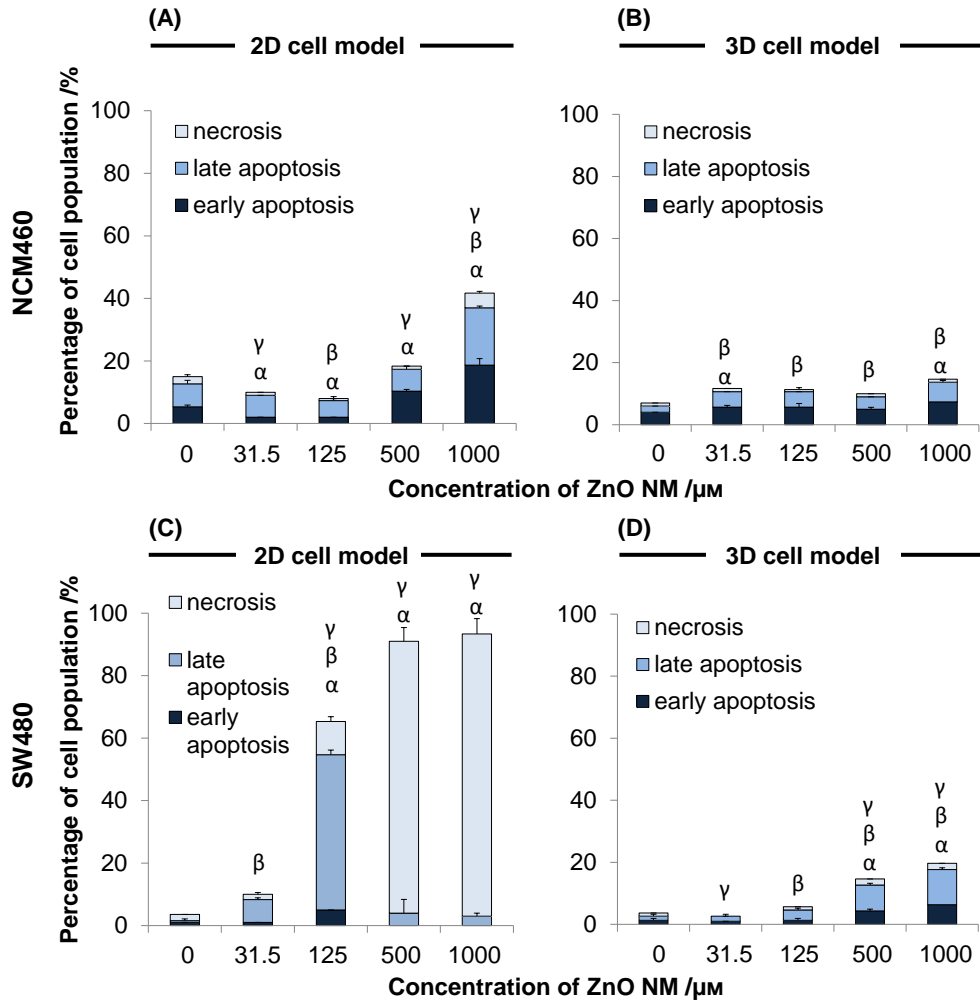 (A)
2D cell model
(B)
3D cell model
NCM460
Percentage of cell population /%
100
80
60
40
20
0
necrosis
late apoptosis
early apoptosis
γ
α
β
α
γ
α
γ
β
α
0 31.5 125 500 1000
100
80
60
40
20
0
necrosis
late apoptosis
early apoptosis
β
α
β
β
β
α
0 31.5 125 500 1000
Concentration of ZnO NM /µM
(C)
2D cell model
(D)
3D cell model
SW480
Percentage of cell population /%
100
80
60
40
20
0
necrosis
late
apoptosis
early
apoptosis
β
γ
β
α
γ
α
γ
α
0 31.5 125 500 1000
100
80
60
40
20
0
necrosis
late apoptosis
early apoptosis
γ
β
γ
β
α
γ
β
α
0 31.5 125 500 1000
Concentration of ZnO NM /µM